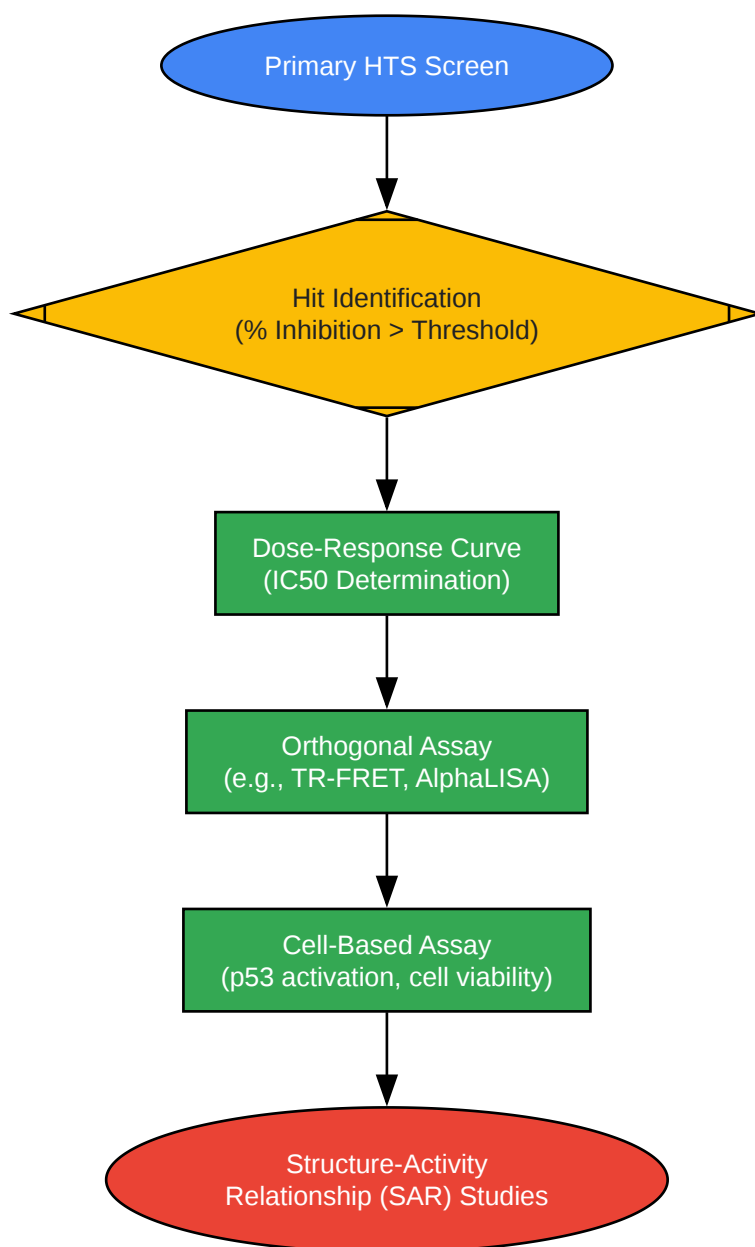 Primary HTS Screen
Hit Identification
(% Inhibition > Threshold)
Dose-Response Curve
(IC50 Determination)
Orthogonal Assay
(e.g., TR-FRET, AlphaLISA)
Cell-Based Assay
(p53 activation, cell viability)
Structure-Activity
Relationship (SAR) Studies